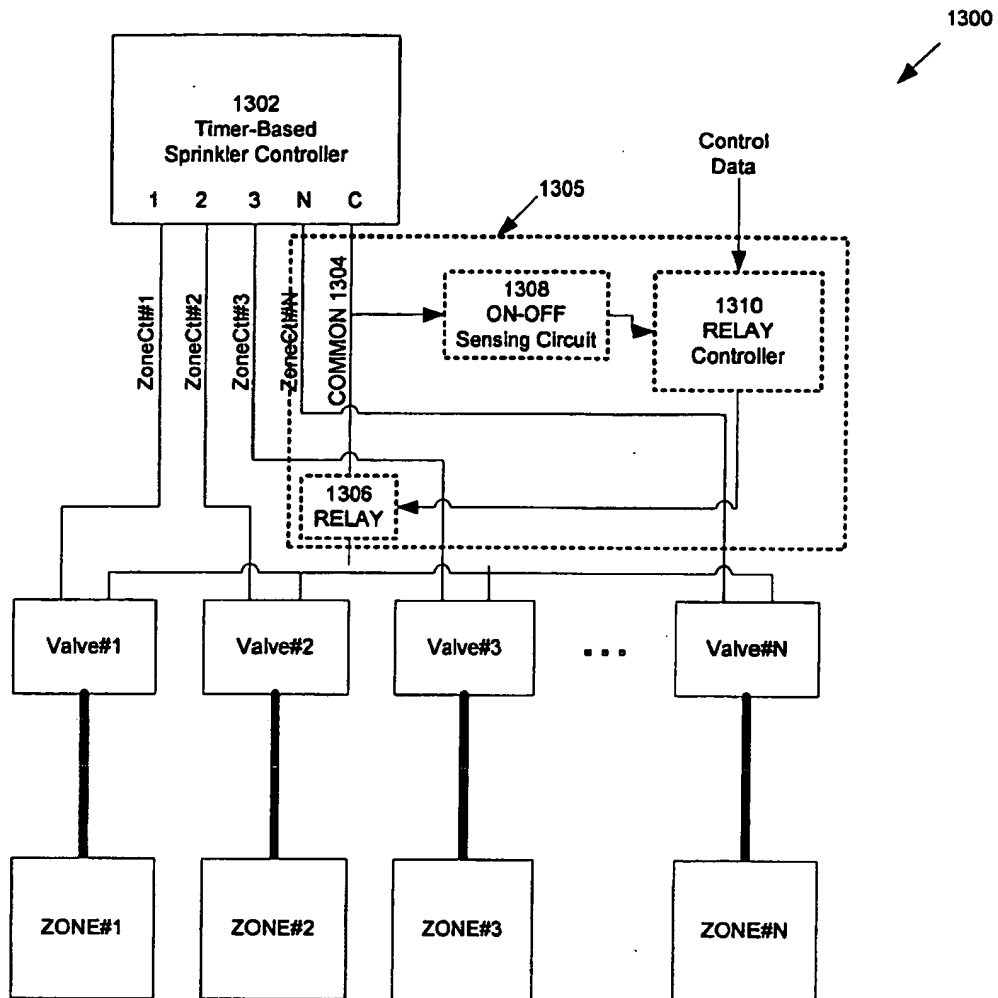 1300
1302
Timer-Based
Sprinkler Controller
1 2 3 N C
Control
Data
1305
ZoneCtl#1
ZoneCtl#2
ZoneCtl#3
ZoneCtl#N
COMMON 1304
1308
ON-OFF
Sensing Circuit
1310
RELAY
Controller
1306
RELAY
Valve#1
Valve#2
Valve#3
...
Valve#N
ZONE#1
ZONE#2
ZONE#3
ZONE#N